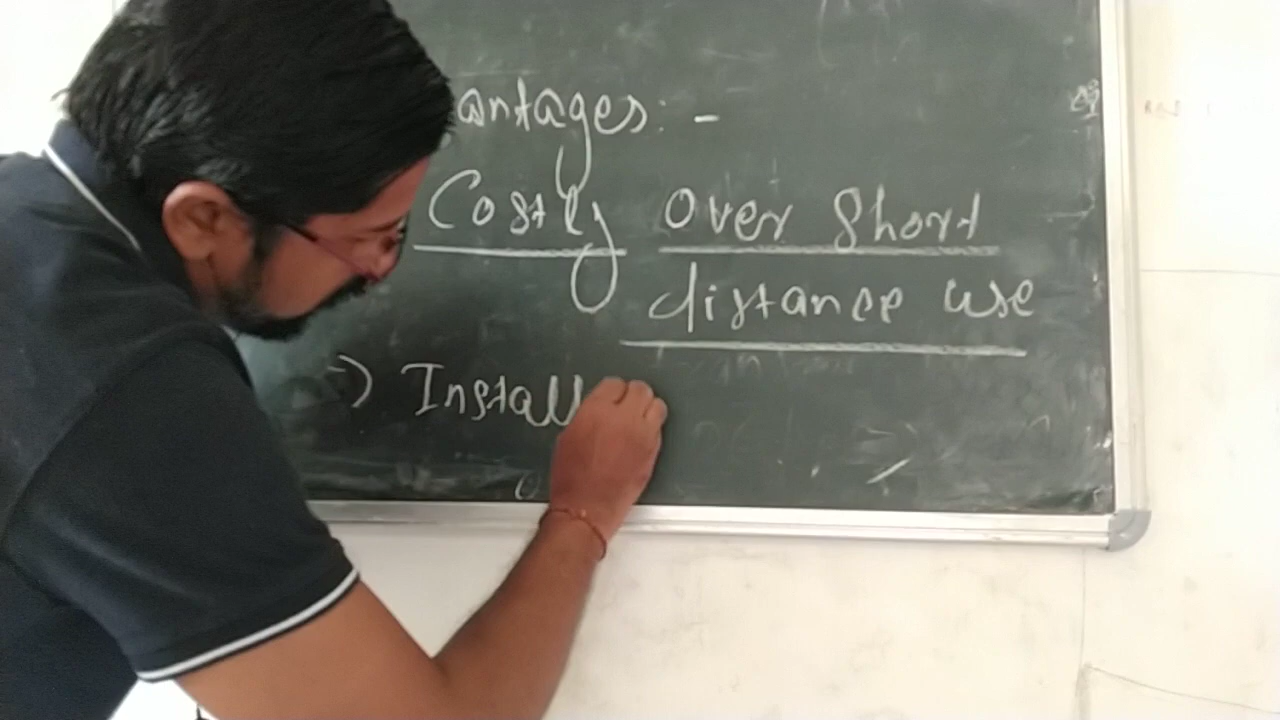 antages: -
Costly Over Short
distance use
→) Install